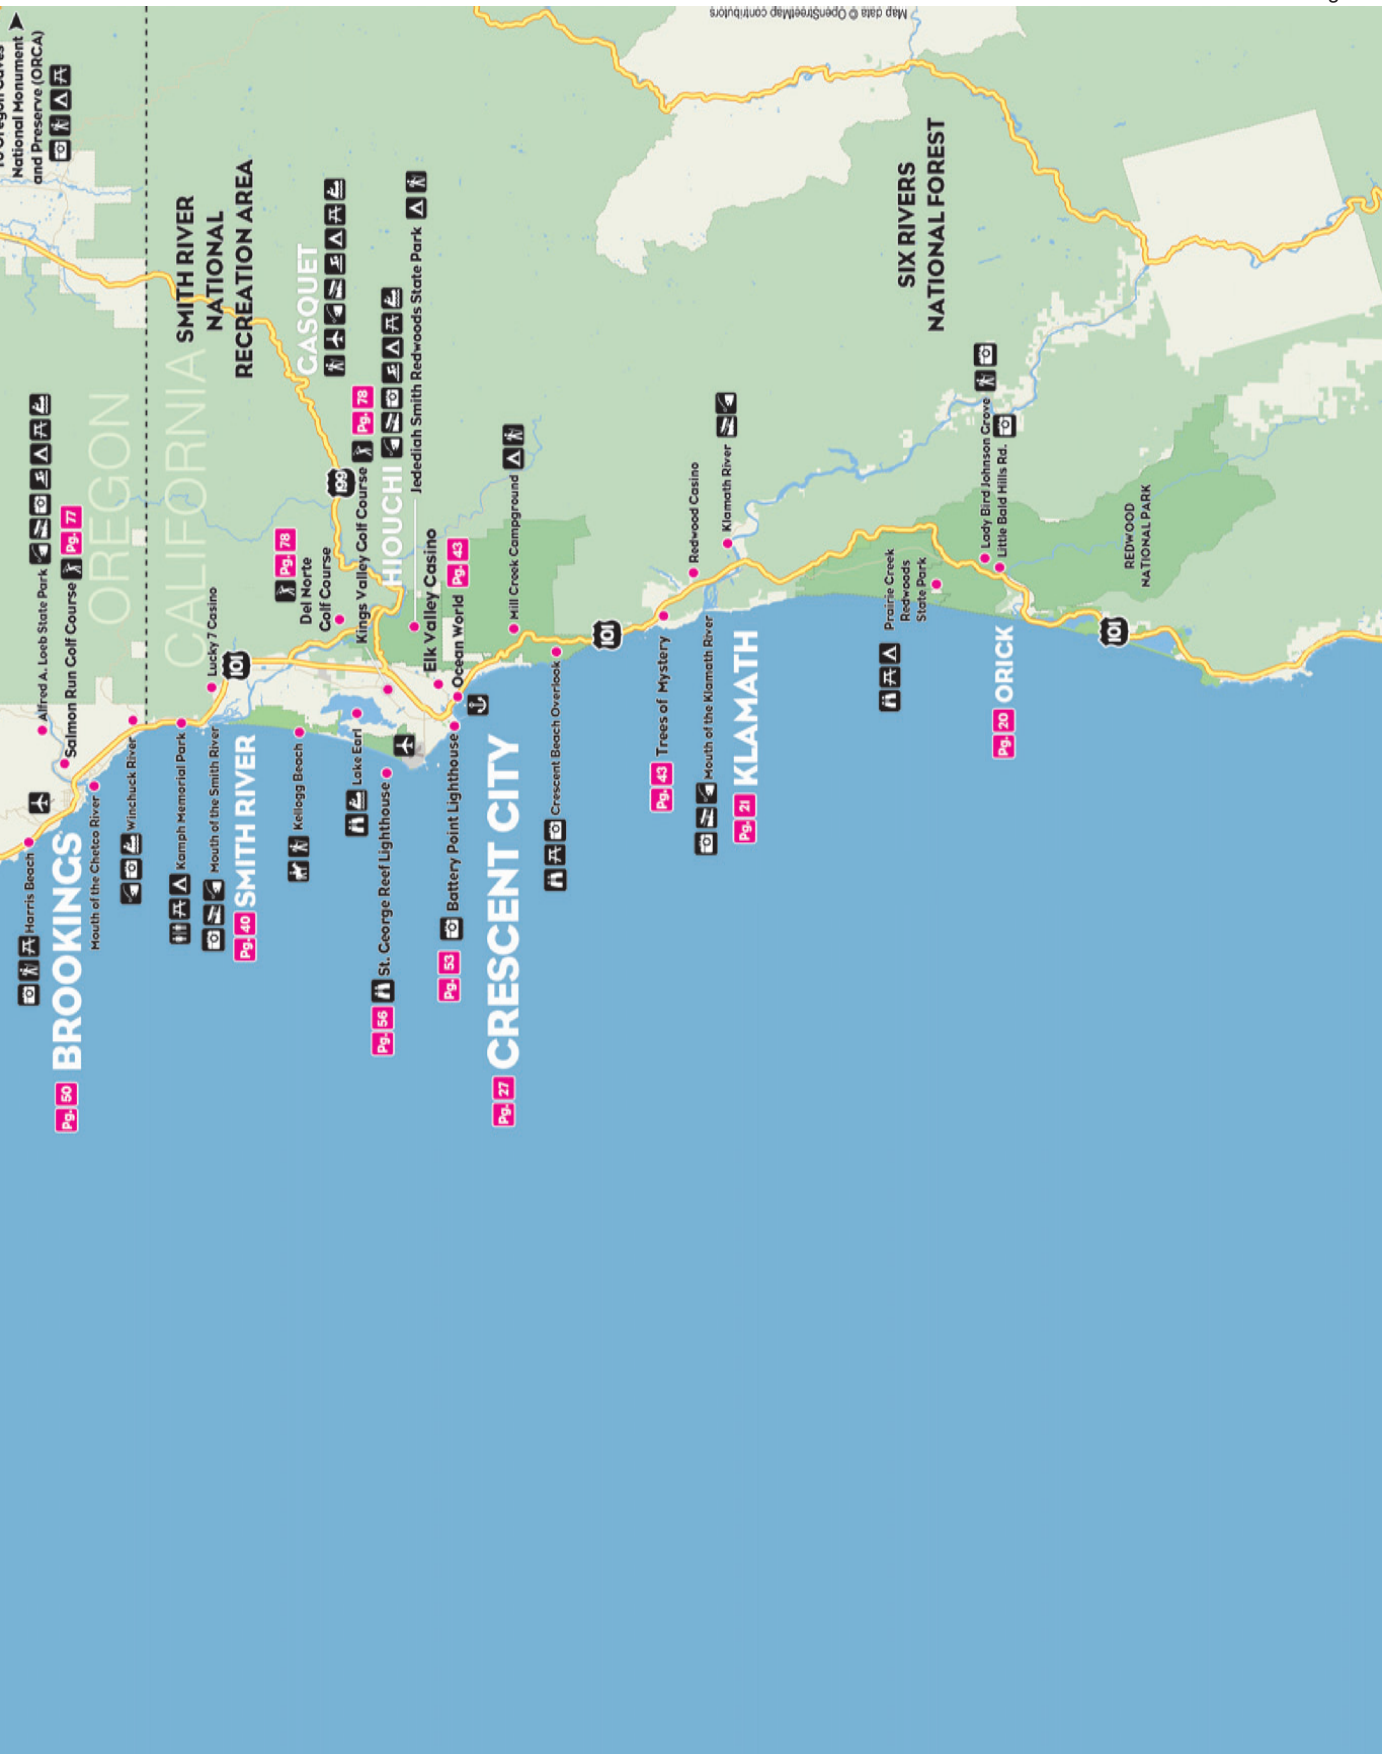 National Monument
and Preserve (ORCA)
Harris Beach
Pg. 50 BROOKINGS
Alfred A. Loeb State Park
Salmon Run Golf Course Pg. 77
Mouth of the Chetco River
OREGON
Winchuck River
CALIFORNIA
Kamph Memorial Park
Mouth of the Smith River
Lucky 7 Casino
101
Pg. 40 SMITH RIVER
SMITH RIVER
NATIONAL
RECREATION AREA
Kellogg Beach
Pg. 78
Del Norte
Golf Course
GASQUET
199
Lake Earl
Kings Valley Golf Course Pg. 78
Pg. 56 St. George Reef Lighthouse
HIOUCHI
Jedediah Smith Redwoods State Park
Elk Valley Casino
Pg. 53 Battery Point Lighthouse
Ocean World Pg. 43
Pg. 27 CRESCENT CITY
Mill Creek Campground
Crescent Beach Overlook
101
Pg. 43 Trees of Mystery
Redwood Casino
Mouth of the Klamath River
Klamath River
Pg. 21 KLAMATH
Prairie Creek
Redwoods
State Park
SIX RIVERS
NATIONAL FOREST
Lady Bird Johnson Grove
Little Bald Hills Rd.
Pg. 20 ORICK
101
REDWOOD
NATIONAL PARK
Map data © OpenStreetMap contributors